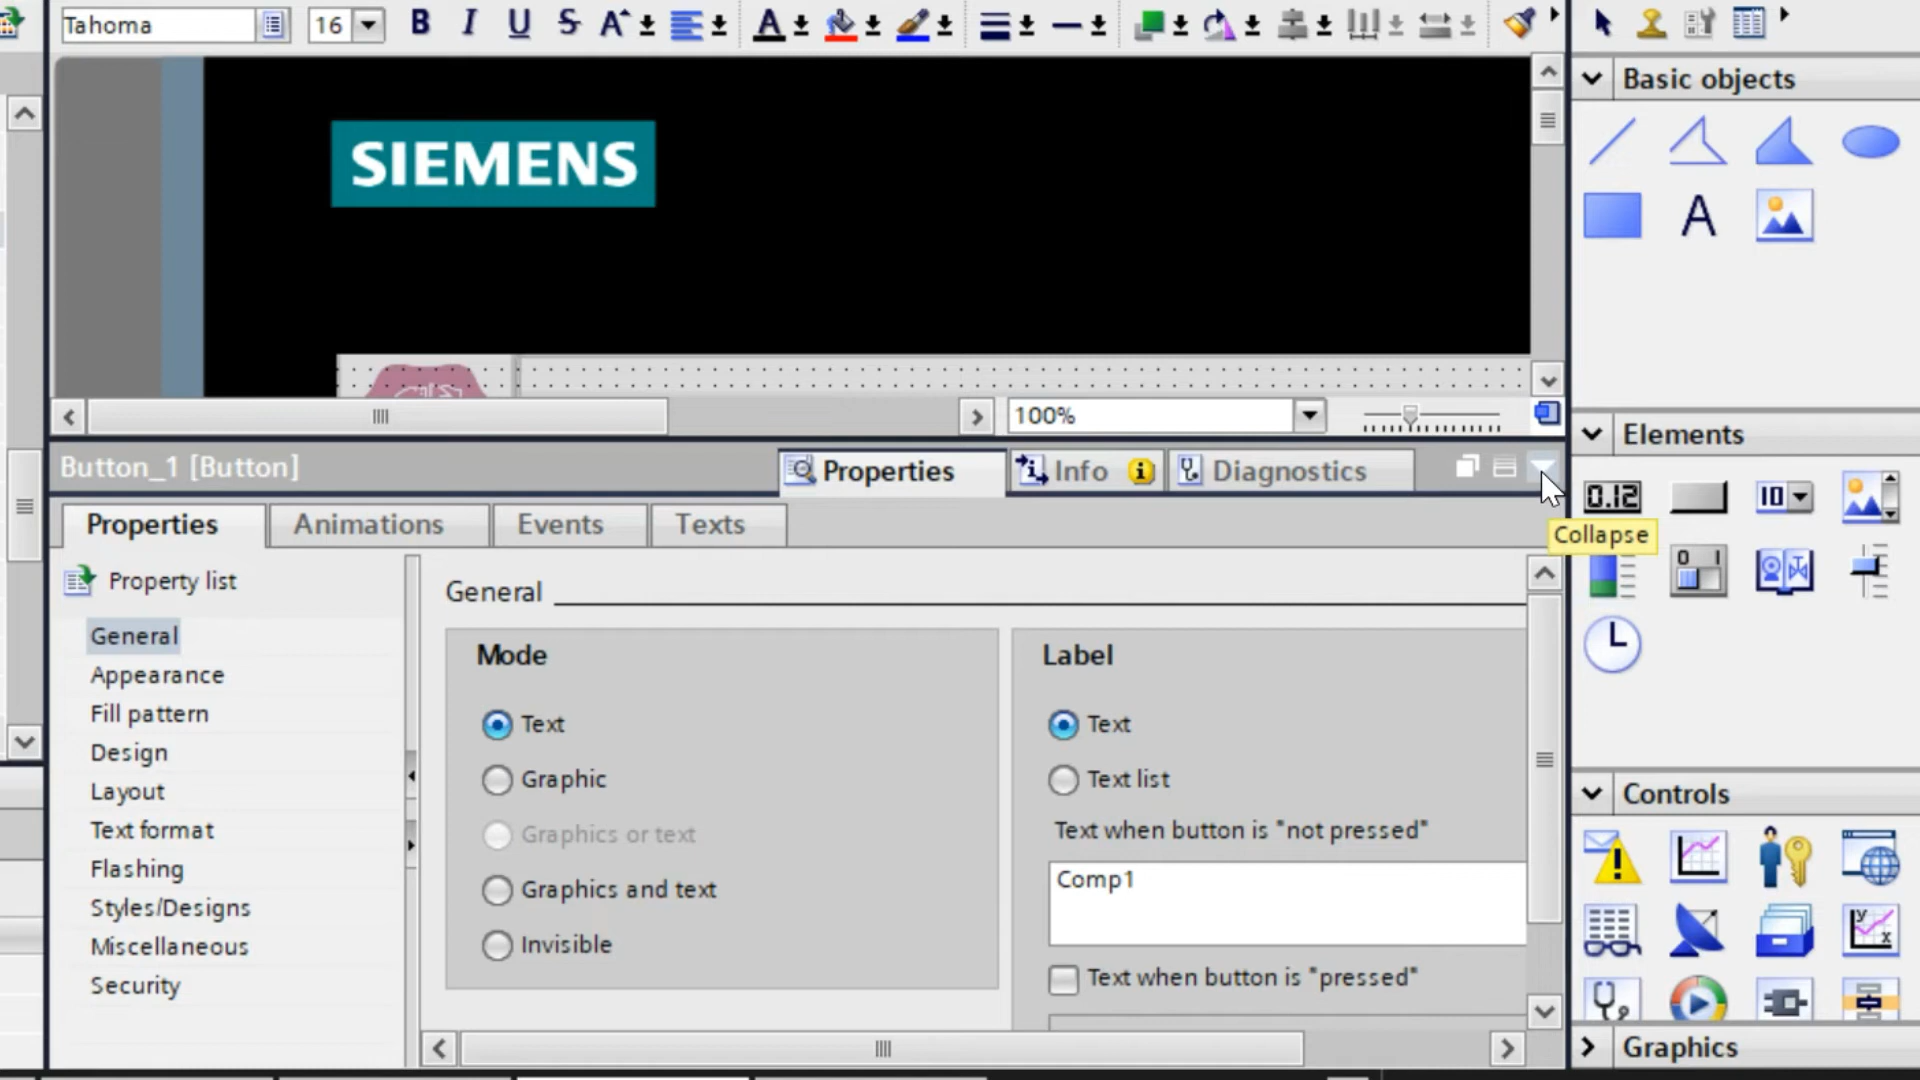 Tahoma
16
B I U S A A
Basic objects
SIEMENS
A
100%
Elements
Button_1 [Button]
Properties
Info
Diagnostics
0.12
10
Collapse
Properties
Animations
Events
Texts
0 1
Property list
General
General
Appearance
Fill pattern
Design
Layout
Text format
Flashing
Styles/Designs
Miscellaneous
Security
Mode
Text
Graphic
Graphics or text
Graphics and text
Invisible
Label
Text
Text list
Text when button is "not pressed"
Comp1
Text when button is "pressed"
Controls
Y
X
Graphics